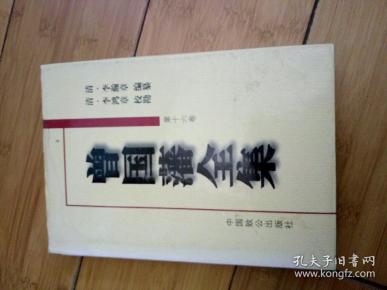 清·李瀚章 编纂
清·李鸿章 校勘
第十六卷
曾国藩全集
中国致公出版社
孔夫子旧书网
www.kongfz.com